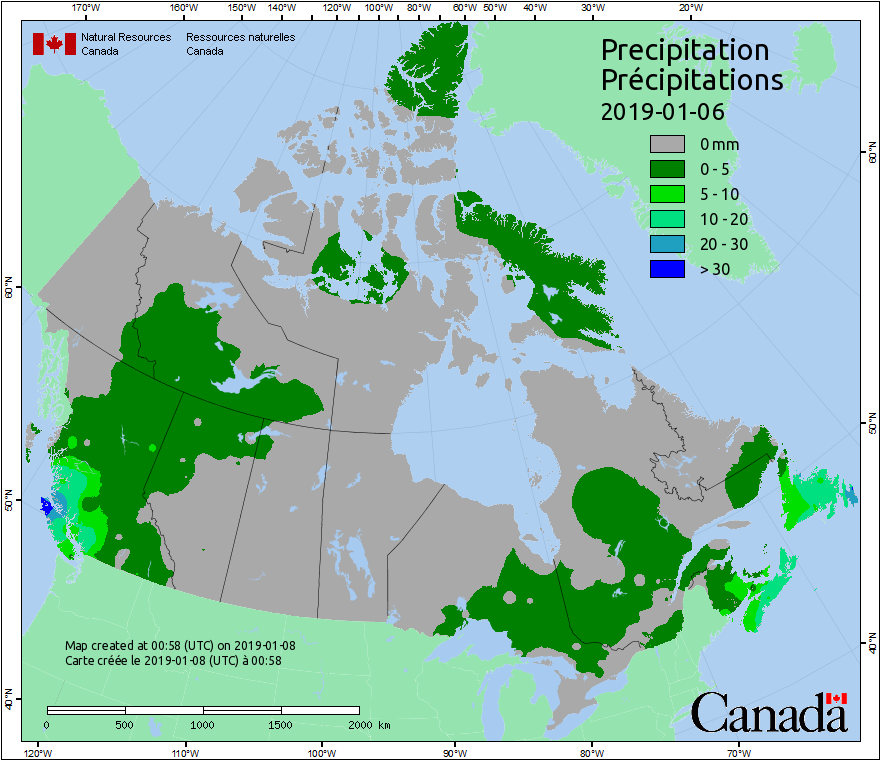 170°W 160°W 150°W 140°W 120°W 100°W 80°W 60°W 50°W 40°W 30°W 20°W
Natural Resources Ressources naturelles
Canada Canada
Precipitation
Précipitations
2019-01-06
0 mm
0 - 5
5 - 10
10 - 20
20 - 30
> 30
60°N
60°N
50°N
50°N
40°N
40°N
Map created at 00:58 (UTC) on 2019-01-08
Carte créée le 2019-01-08 (UTC) à 00:58
0 500 1000 1500 2000 km
Canada
120°W 110°W 100°W 90°W 80°W 70°W